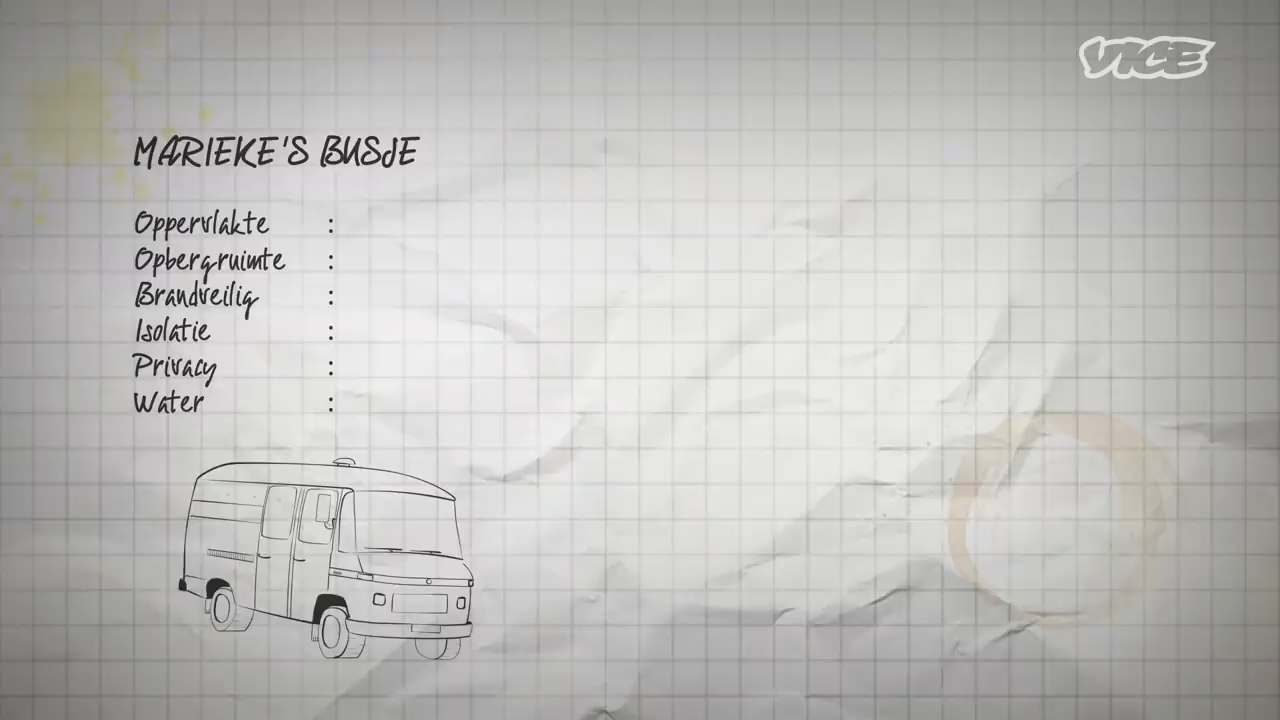 VICE
MARIEKE'S BUSJE
Oppervlakte :
Opbergruimte :
Brandveilig :
Isolatie :
Privacy :
Water :